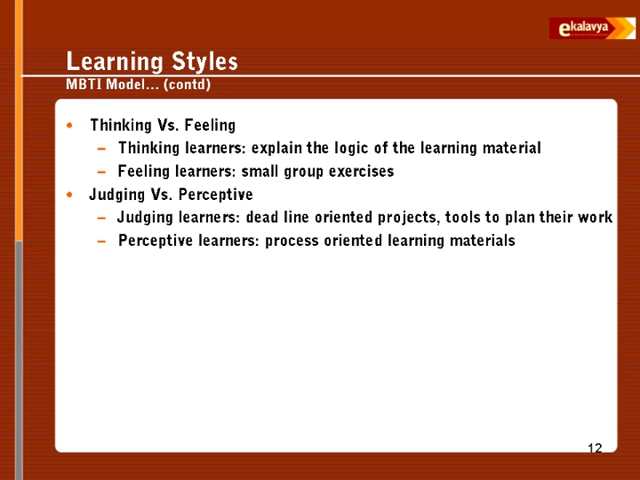 ekalavya
Learning Styles
MBTI Model... (contd)
• Thinking Vs. Feeling
– Thinking learners: explain the logic of the learning material
– Feeling learners: small group exercises
• Judging Vs. Perceptive
– Judging learners: dead line oriented projects, tools to plan their work
– Perceptive learners: process oriented learning materials
12